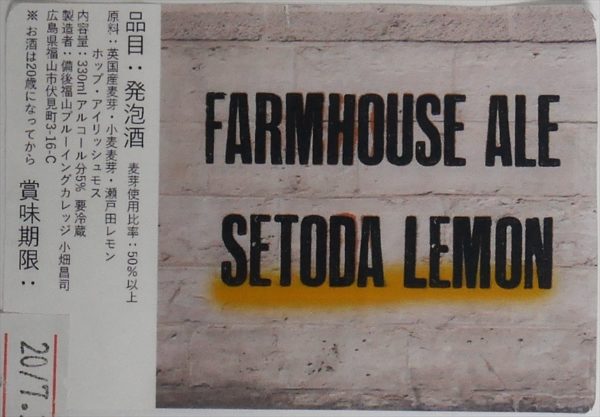 FARMHOUSE ALE
SETODA LEMON
品目：発泡酒 麦芽使用比率：50％以上
原料：英国産麦芽・小麦麦芽・瀬戸田レモン
ホップ・アイリッシュモス
内容量：330ml アルコール分5% 要冷蔵
製造者：備後福山ブルーイングカレッジ 小畑昌司
広島県福山市伏見町3-16-C
※ お酒は20歳になってから 賞味期限：
20/7.